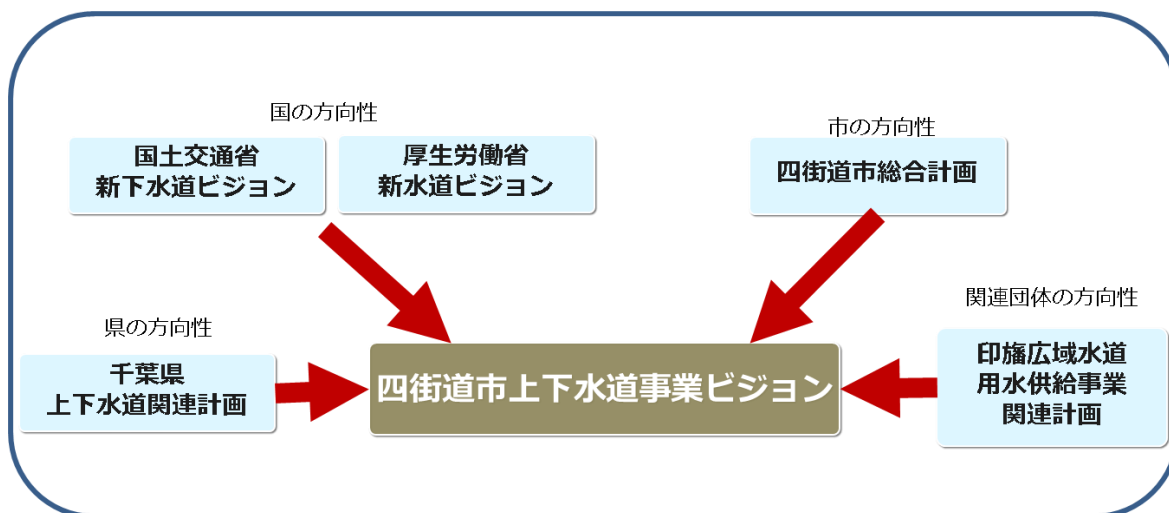 国の方向性
国土交通省
新下水道ビジョン
厚生労働省
新水道ビジョン
市の方向性
四街道市総合計画
県の方向性
千葉県
上下水道関連計画
四街道市上下水道事業ビジョン
関連団体の方向性
印旛広域水道
用水供給事業
関連計画